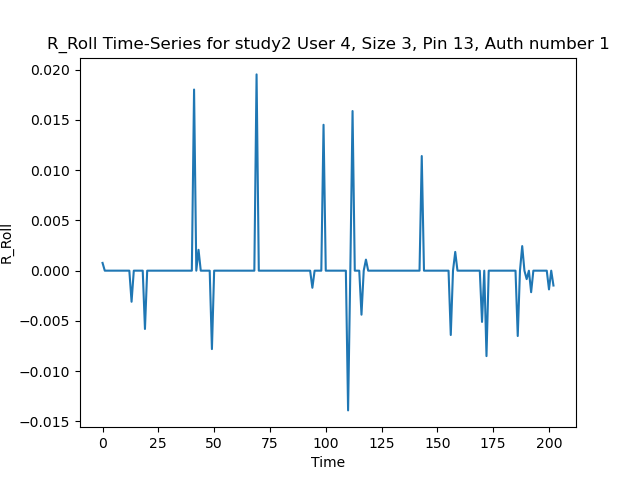 R_Roll Time-Series for study2 User 4, Size 3, Pin 13, Auth number 1
0.020
0.015
0.010
0.005
0.000
−0.005
−0.010
−0.015
R_Roll
0 25 50 75 100 125 150 175 200
Time